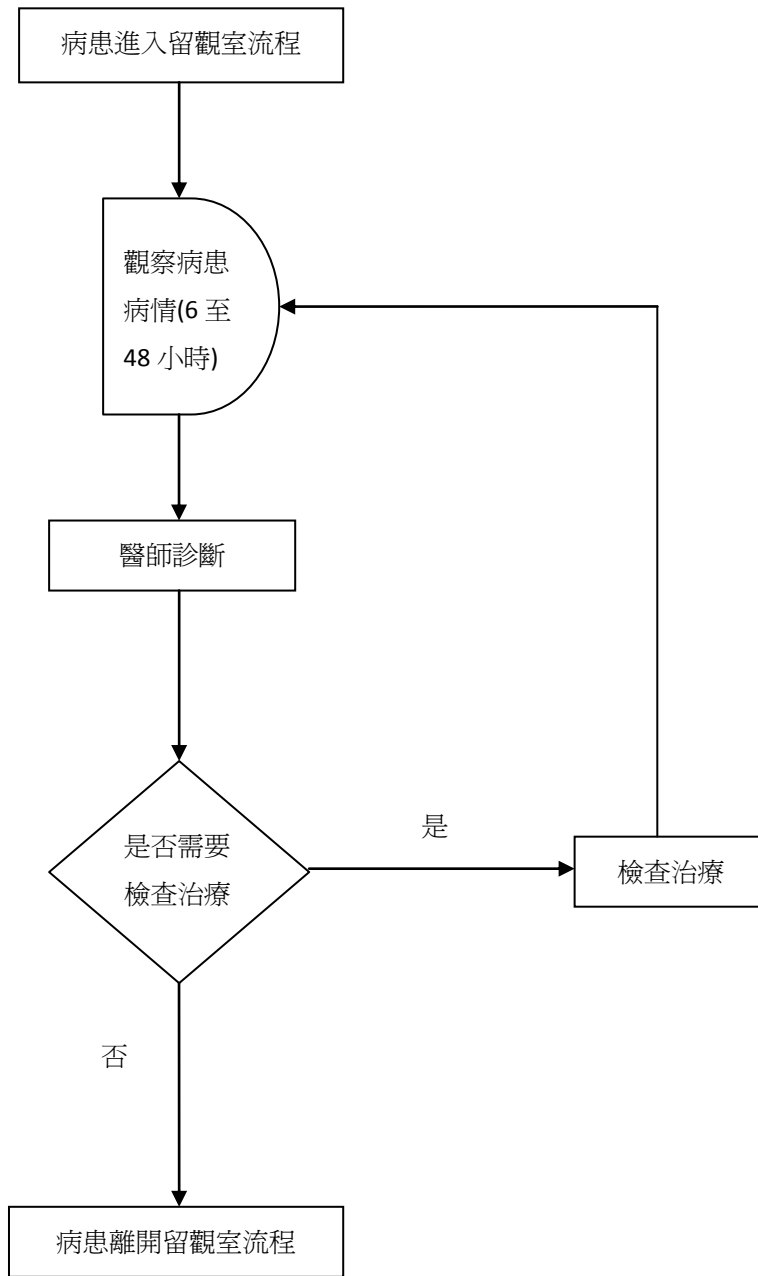 病患進入留觀室流程
觀察病患
病情(6 至
48 小時)
醫師診斷
是否需要
檢查治療
是
檢查治療
否
病患離開留觀室流程